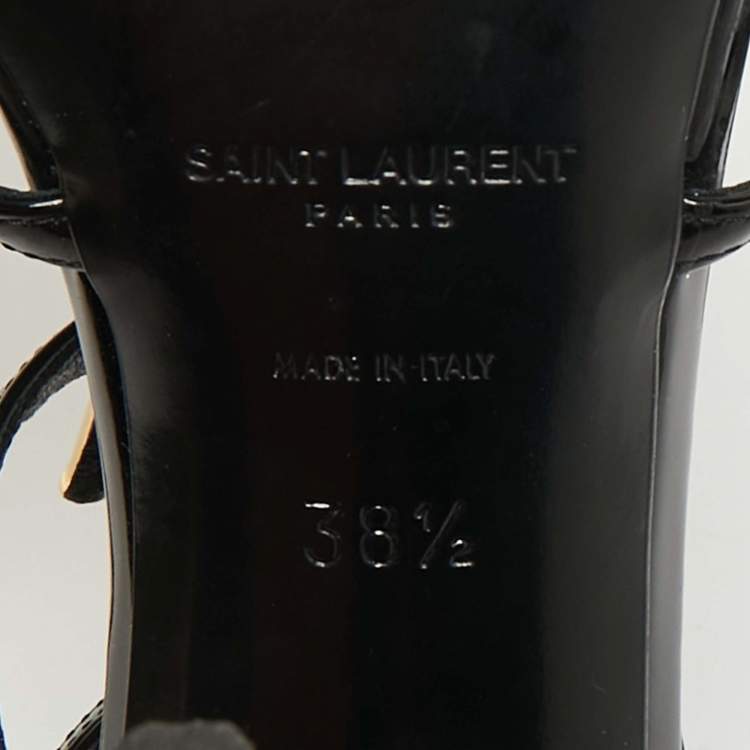 SAINT LAURENT
PARIS
MADE IN ITALY
38½